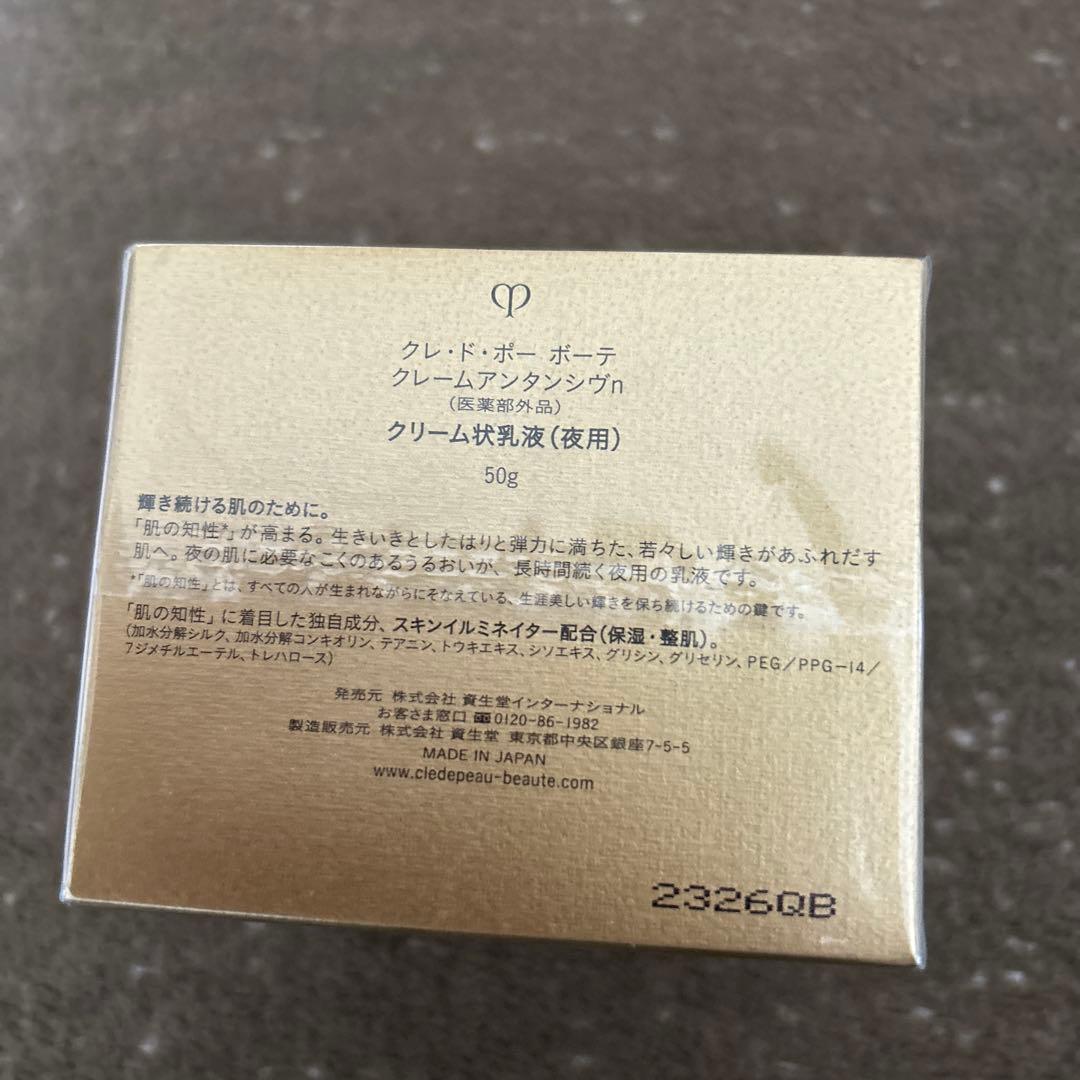 クレ・ド・ポー ボーテ
クレームアンタンシヴn
（医薬部外品）
クリーム状乳液（夜用）
50g
輝き続ける肌のために。
「肌の知性*」が高まる。生きいきとしたはりと弾力に満ちた、若々しい輝きがあふれだす
肌へ。夜の肌に必要なこくのあるうるおいが、長時間続く夜用の乳液です。
*「肌の知性」とは、すべての人が生まれながらにそなえている、生涯美しい輝きを保ち続けるための鍵です。
「肌の知性」に着目した独自成分、スキンイルミネイター配合（保湿・整肌）。
（加水分解シルク、加水分解コンキオリン、テアニン、トウキエキス、シソエキス、グリシン、グリセリン、PEG／PPG-14／
7ジメチルエーテル、トレハロース）
発売元 株式会社 資生堂インターナショナル
お客さま窓口 0120-86-1982
製造販売元 株式会社 資生堂 東京都中央区銀座7-5-5
MADE IN JAPAN
www.cledepeau-beaute.com
2326QB